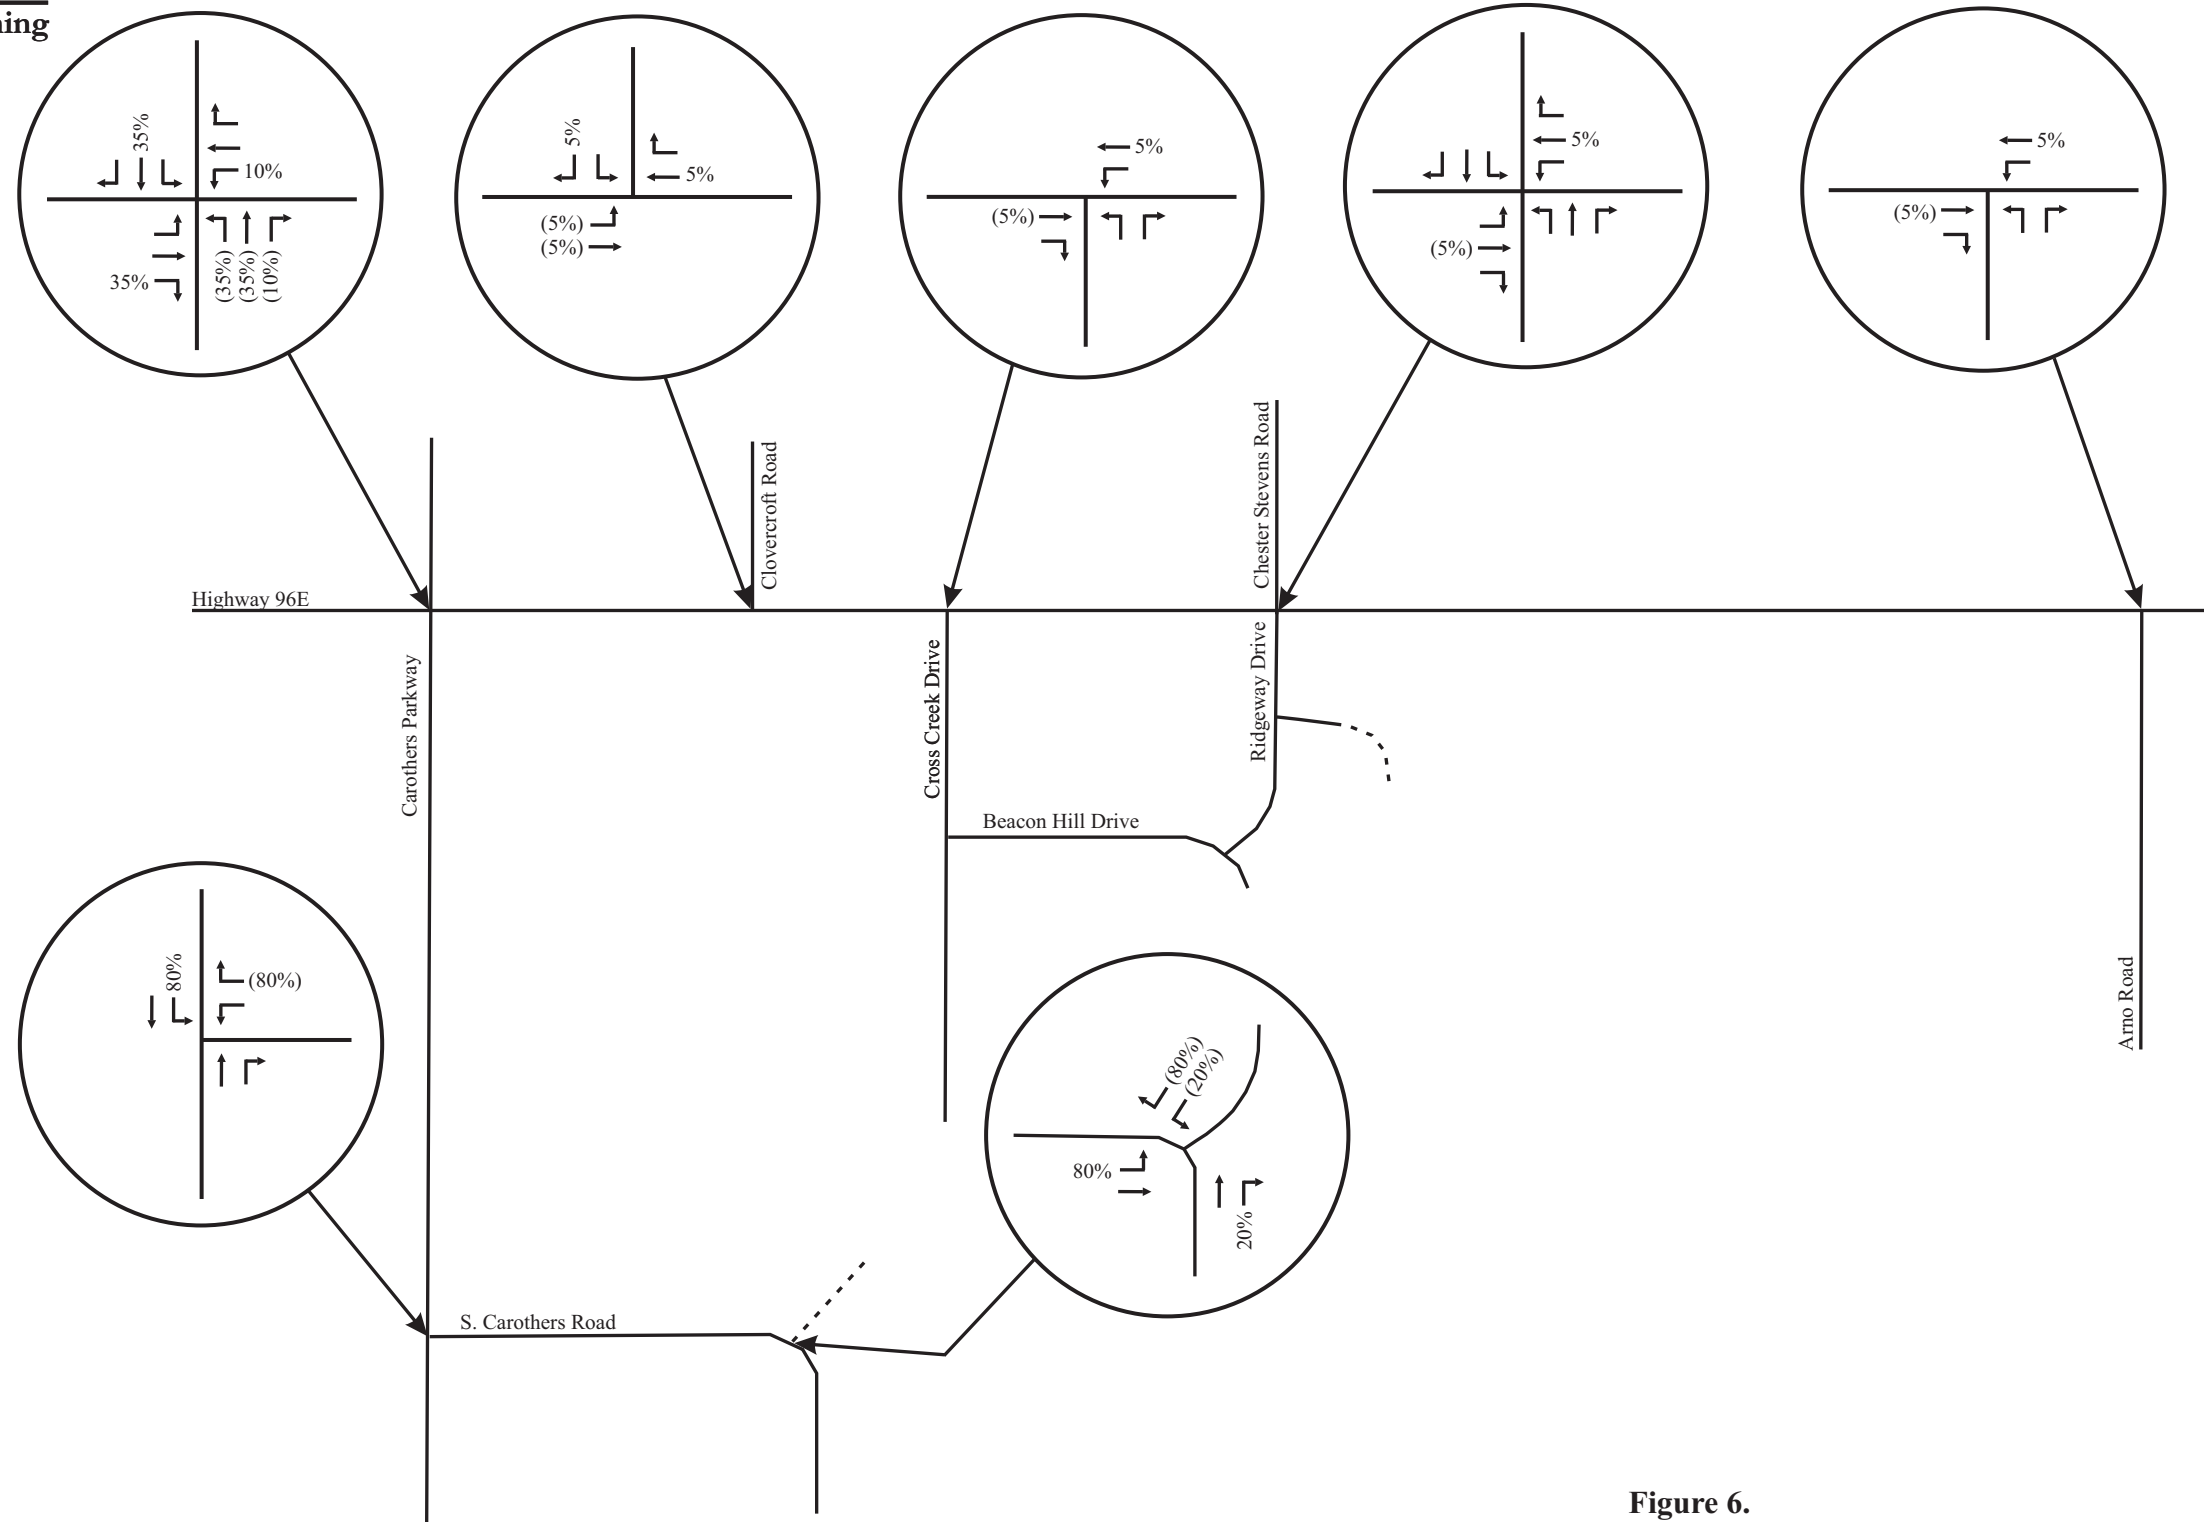 35%
10%
35%
(35%)
(35%)
(10%)
5%
5%
(5%)
(5%)
5%
(5%)
5%
(5%)
5%
(5%)
Highway 96E
Carothers Parkway
Clovercroft Road
Cross Creek Drive
Chester Stevens Road
Ridgeway Drive
Beacon Hill Drive
Arno Road
80%
(80%)
(80%)
(20%)
80%
20%
S. Carothers Road
Figure 6.